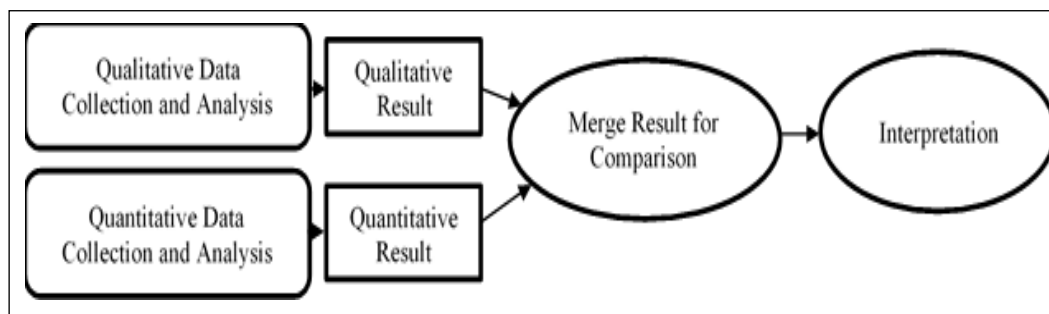 Qualitative Data
Collection and Analysis
Qualitative
Result
Merge Result for
Comparison
Interpretation
Quantitative Data
Collection and Analysis
Quantitative
Result